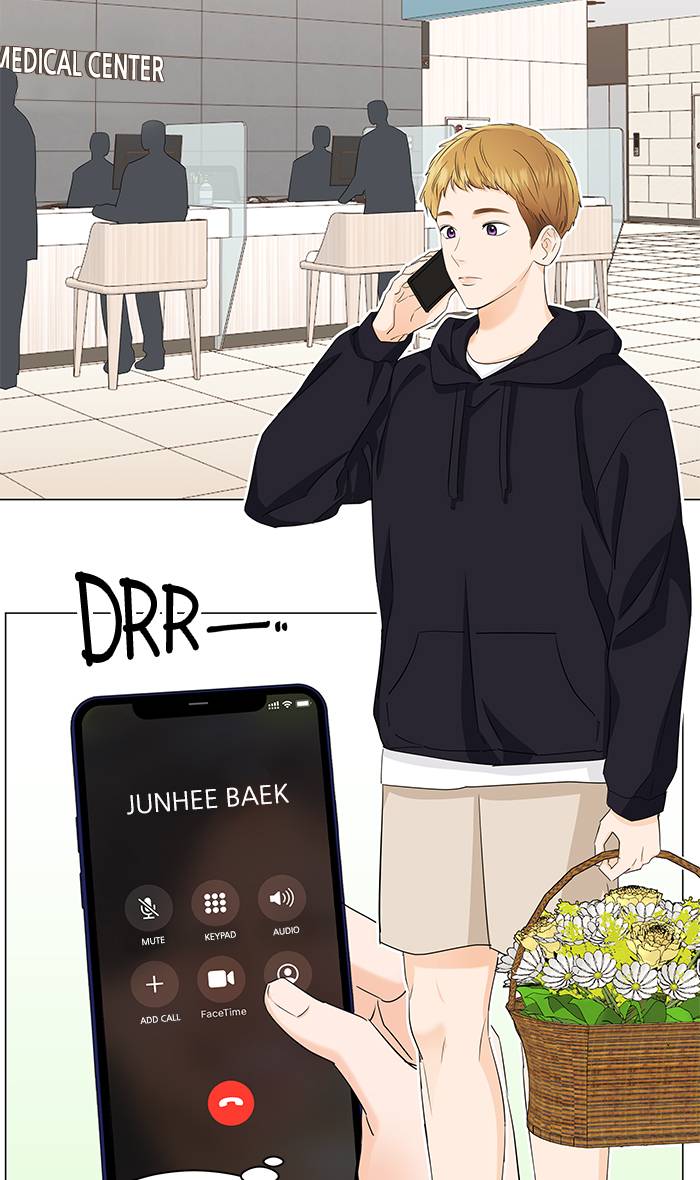 MEDICAL CENTER
DRR—..
JUNHEE BAEK
MUTE
KEYPAD
AUDIO
ADD CALL
FaceTime